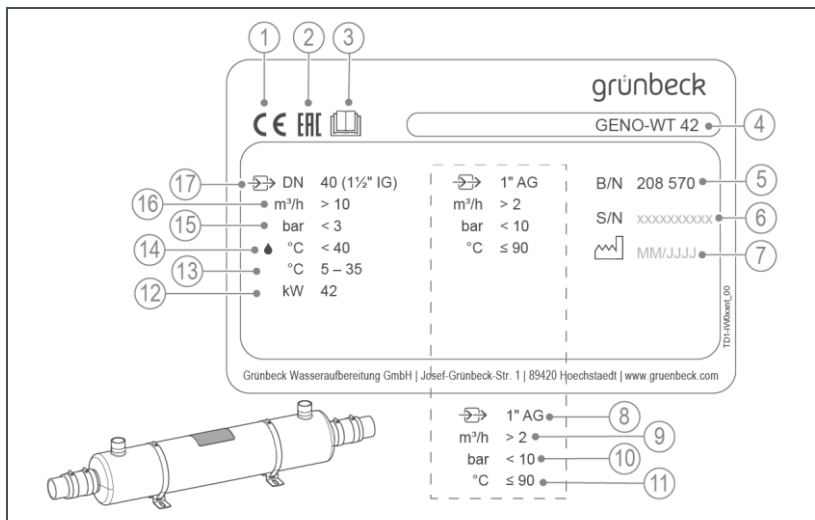 1 2 3
grünbeck
CE EAC
GENO-WT 42 4
17 DN 40 (1½" IG)
16 m³/h > 10
15 bar < 3
14 °C < 40
13 °C 5 – 35
12 kW 42
1" AG
m³/h > 2
bar < 10
°C ≤ 90
B/N 208 570 5
S/N xxxxxxxxxx 6
MM/JJJJ 7
TD1-IW0xxmt_00
Grünbeck Wasseraufbereitung GmbH | Josef-Grünbeck-Str. 1 | 89420 Hoechstaedt | www.gruenbeck.com
1" AG 8
m³/h > 2 9
bar < 10 10
°C ≤ 90 11